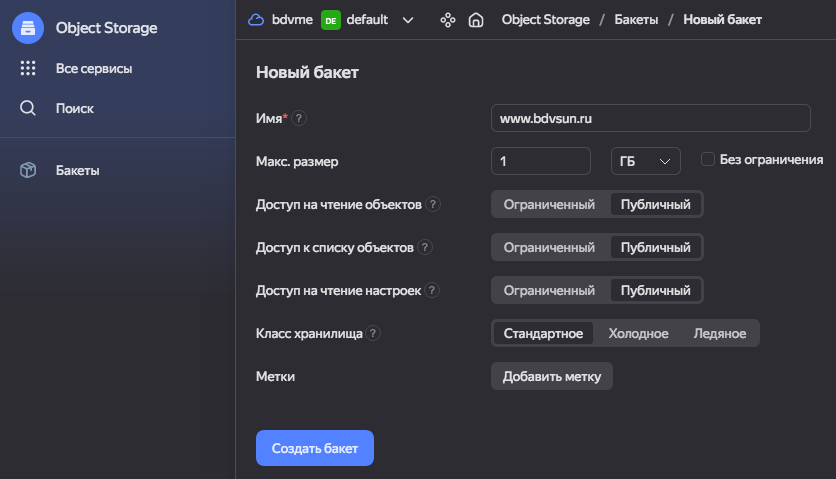 Object Storage
Все сервисы
Поиск
Бакеты
bdvme DE default Object Storage / Бакеты / Новый бакет
Новый бакет
Имя* ? www.bdvsun.ru
Макс. размер 1 ГБ Без ограничения
Доступ на чтение объектов ? Ограниченный Публичный
Доступ к списку объектов ? Ограниченный Публичный
Доступ на чтение настроек ? Ограниченный Публичный
Класс хранилища ? Стандартное Холодное Ледяное
Метки Добавить метку
Создать бакет